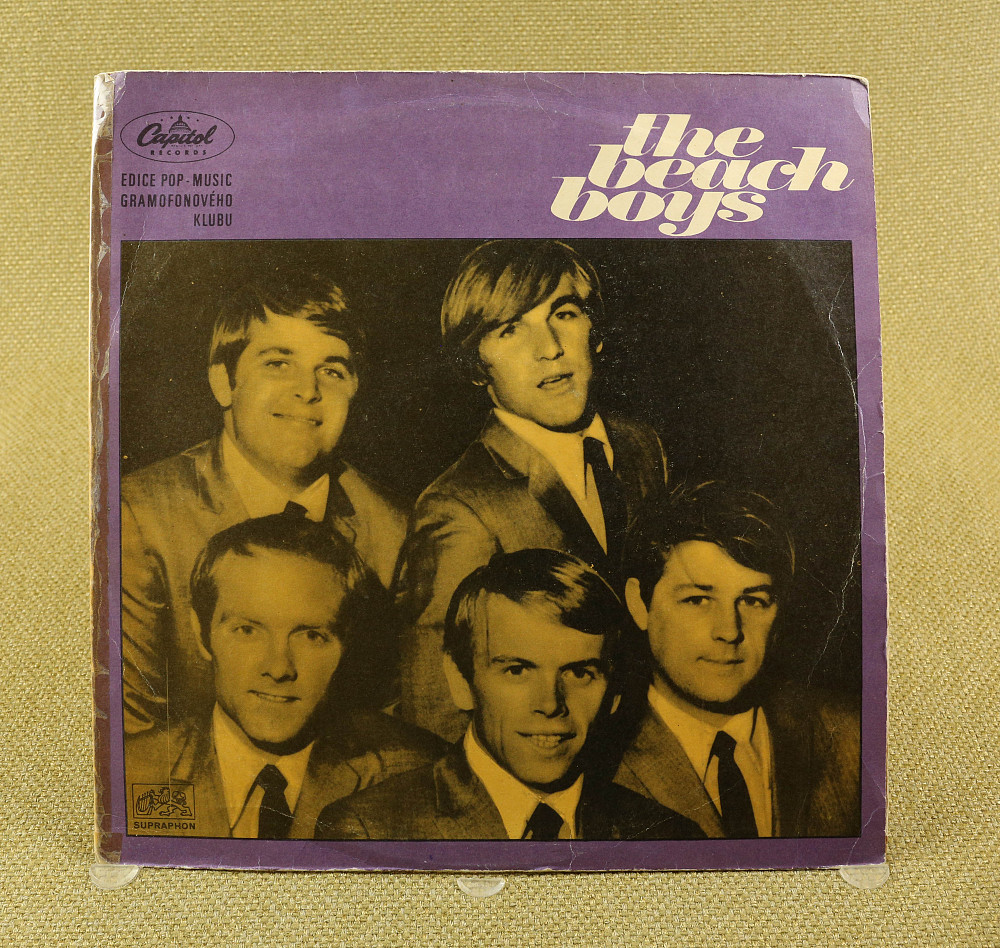 Capitol
RECORDS
EDICE POP-MUSIC
GRAMOFONOVÉHO
KLUBU
the
beach
boys
SUPRAPHON